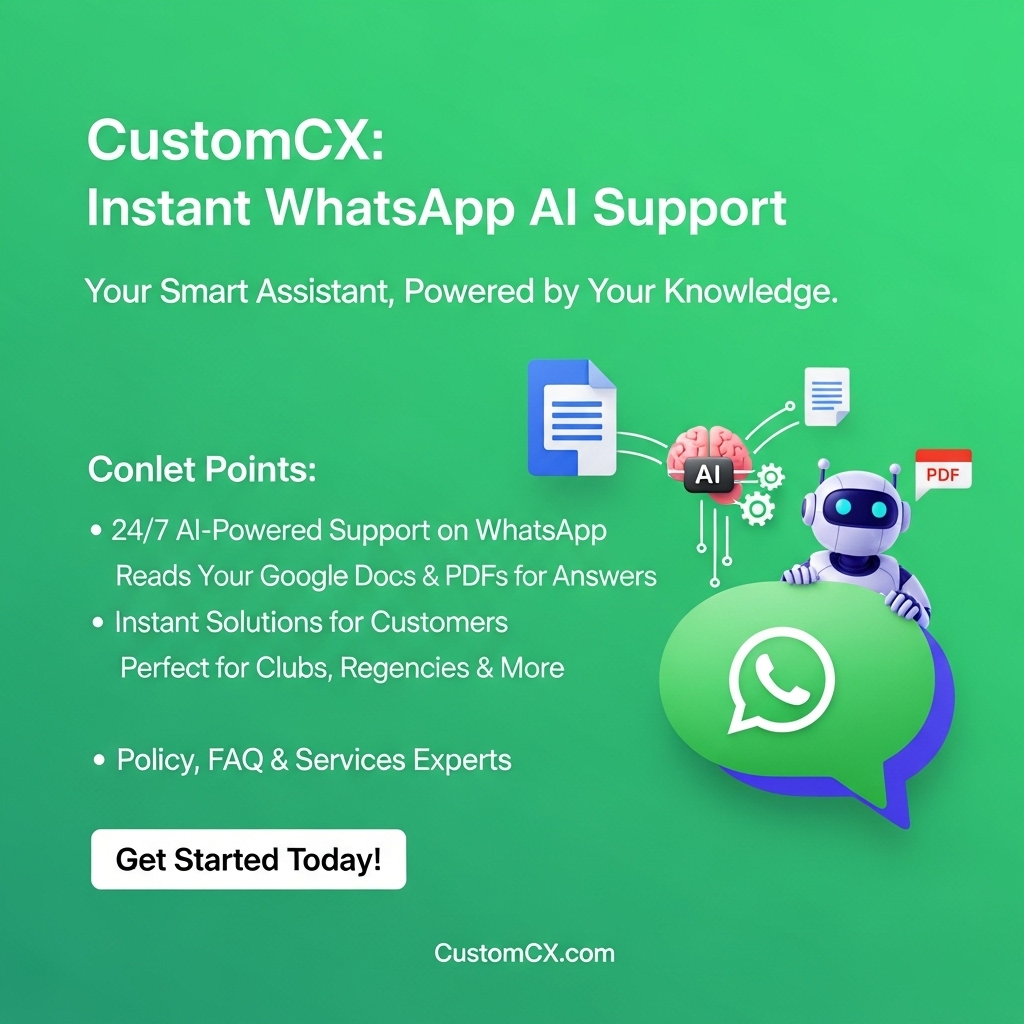 CustomCX:
Instant WhatsApp AI Support
Your Smart Assistant, Powered by Your Knowledge.
AI
PDF
Conlet Points:
• 24/7 AI-Powered Support on WhatsApp
Reads Your Google Docs & PDFs for Answers
• Instant Solutions for Customers
Perfect for Clubs, Regencies & More
• Policy, FAQ & Services Experts
Get Started Today!
CustomCX.com